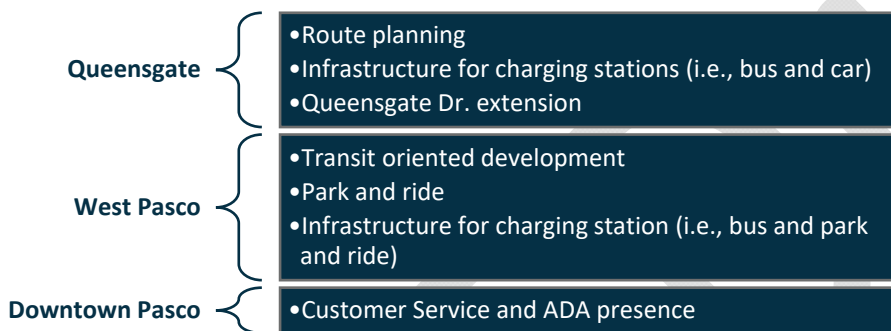 Queensgate
•Route planning
•Infrastructure for charging stations (i.e., bus and car)
•Queensgate Dr. extension
West Pasco
•Transit oriented development
•Park and ride
•Infrastructure for charging station (i.e., bus and park
and ride)
Downtown Pasco
•Customer Service and ADA presence